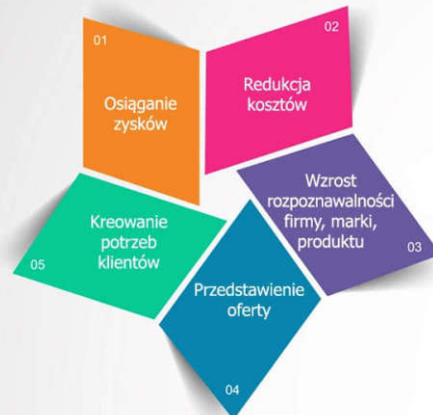 01
Osiąganie
zysków
02
Redukcja
kosztów
Wzrost
rozpoznawalności
firmy, marki,
produktu
03
Przedstawienie
oferty
04
Kreowanie
potrzeb
klientów
05